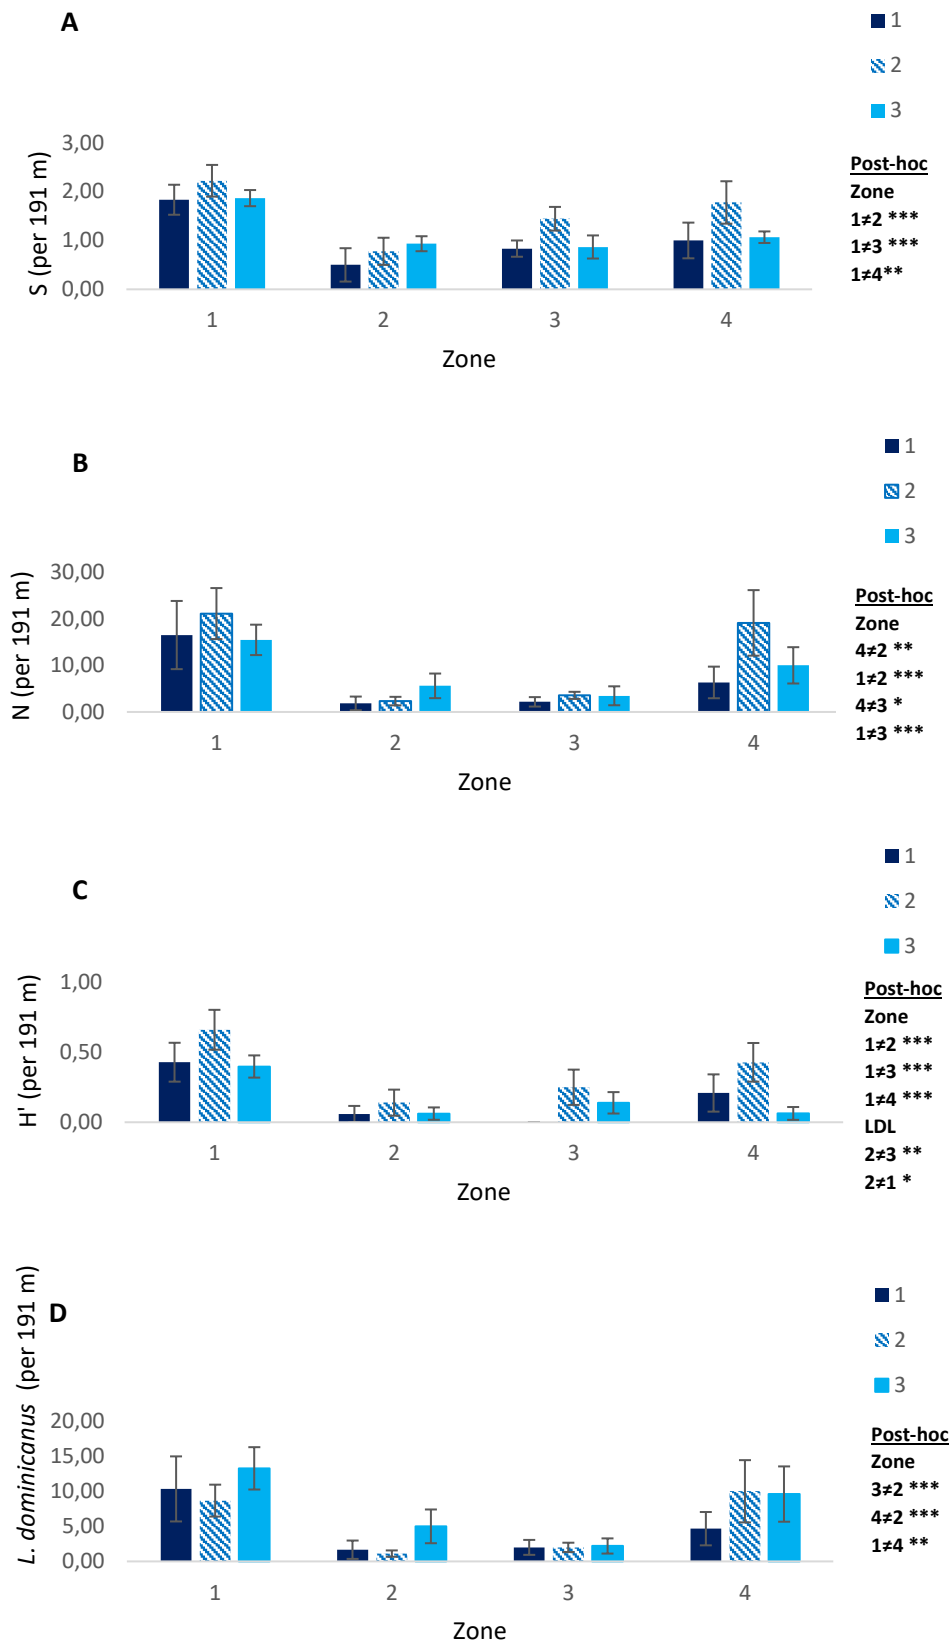 A
1
2
3
S (per 191 m)
3,00
2,00
1,00
0,00
1 2 3 4
Zone
Post-hoc
Zone
1≠2 ***
1≠3 ***
1≠4**
B
1
2
3
N (per 191 m)
30,00
20,00
10,00
0,00
1 2 3 4
Zone
Post-hoc
Zone
4≠2 **
1≠2 ***
4≠3 *
1≠3 ***
C
1
2
3
H' (per 191 m)
1,00
0,50
0,00
1 2 3 4
Zone
Post-hoc
Zone
1≠2 ***
1≠3 ***
1≠4 ***
LDL
2≠3 **
2≠1 *
D
1
2
3
L. dominicanus (per 191 m)
20,00
15,00
10,00
5,00
0,00
1 2 3 4
Zone
Post-hoc
Zone
3≠2 ***
4≠2 ***
1≠4 **